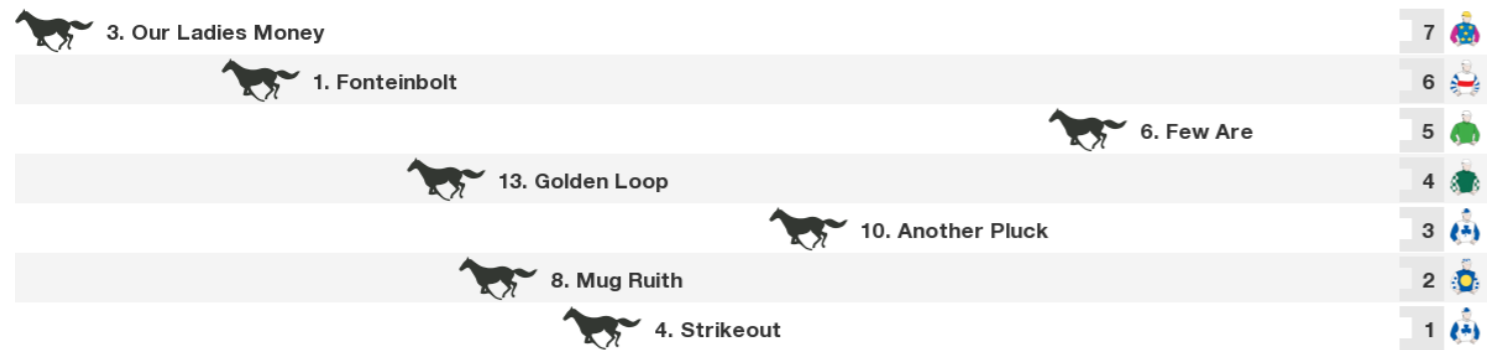 3. Our Ladies Money 7
1. Fonteinbolt 6
6. Few Are 5
13. Golden Loop 4
10. Another Pluck 3
8. Mug Ruith 2
4. Strikeout 1